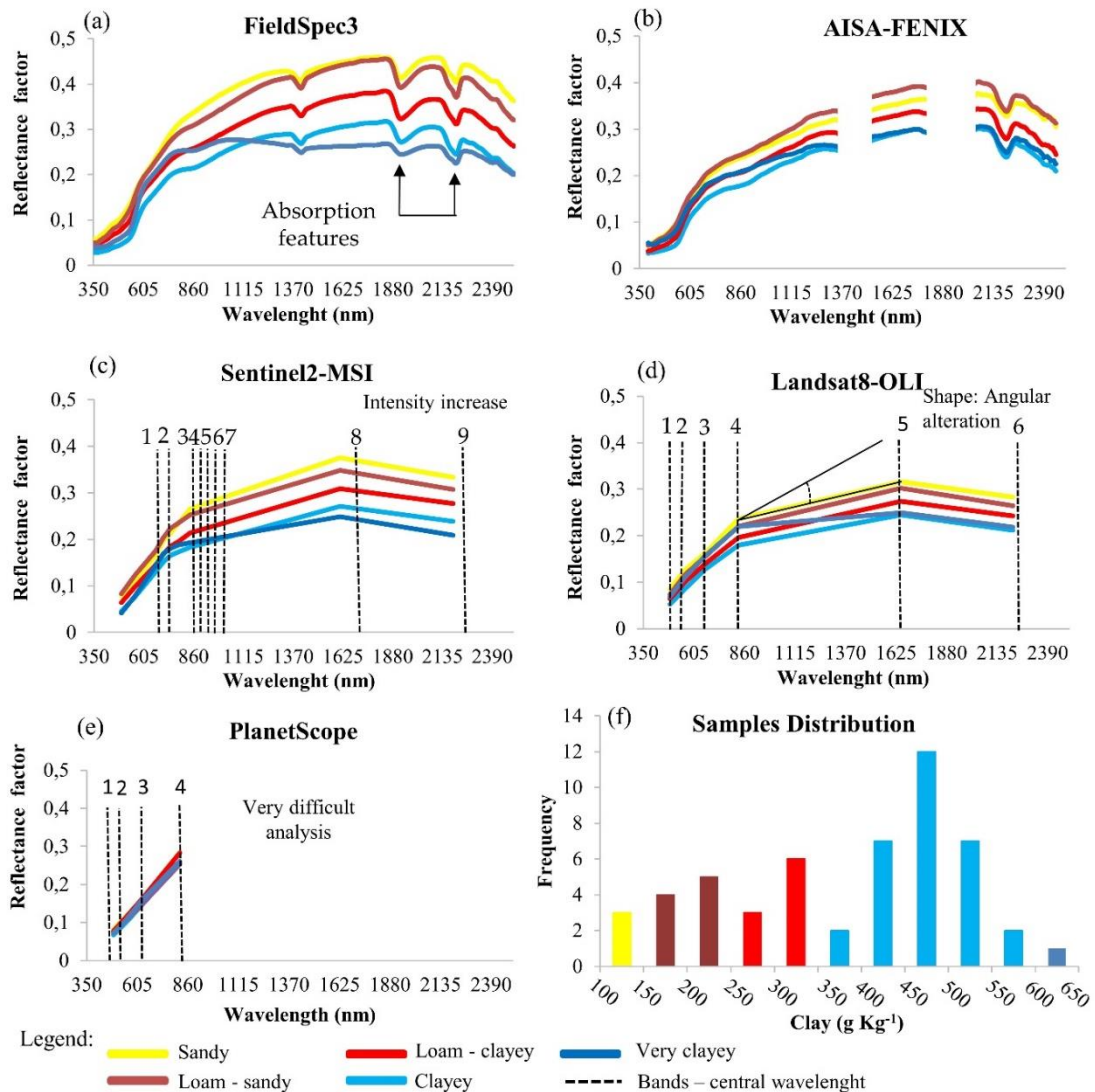 (a)
FieldSpec3
Reflectance factor
0,5
0,4
0,3
0,2
0,1
0
Absorption
features
350 605 860 1115 1370 1625 1880 2135 2390
Wavelenght (nm)
(b)
AISA-FENIX
Reflectance factor
0,5
0,4
0,3
0,2
0,1
0
350 605 860 1115 1370 1625 1880 2135 2390
Wavelenght (nm)
(c)
Sentinel2-MSI
Intensity increase
Reflectance factor
0,5
0,4
0,3
0,2
0,1
0
1 2 34567 8 9
350 605 860 1115 1370 1625 1880 2135 2390
Wavelenght (nm)
(d)
Landsat8-OLI
Shape: Angular
alteration
Reflectance factor
0,5
0,4
0,3
0,2
0,1
0
1 2 3 4 5 6
350 605 860 1115 1370 1625 1880 2135 2390
Wavelenght (nm)
(e)
PlanetScope
Reflectance factor
0,5
0,4
0,3
0,2
0,1
0
1 2 3 4
Very difficult
analysis
350 605 860 1115 1370 1625 1880 2135 2390
Wavelength (nm)
(f)
Samples Distribution
Frequency
14
12
10
8
6
4
2
0
100 150 200 250 300 350 400 450 500 550 600 650
Clay (g Kg⁻¹)
Legend:
Sandy
Loam - clayey
Very clayey
Loam - sandy
Clayey
Bands – central wavelenght